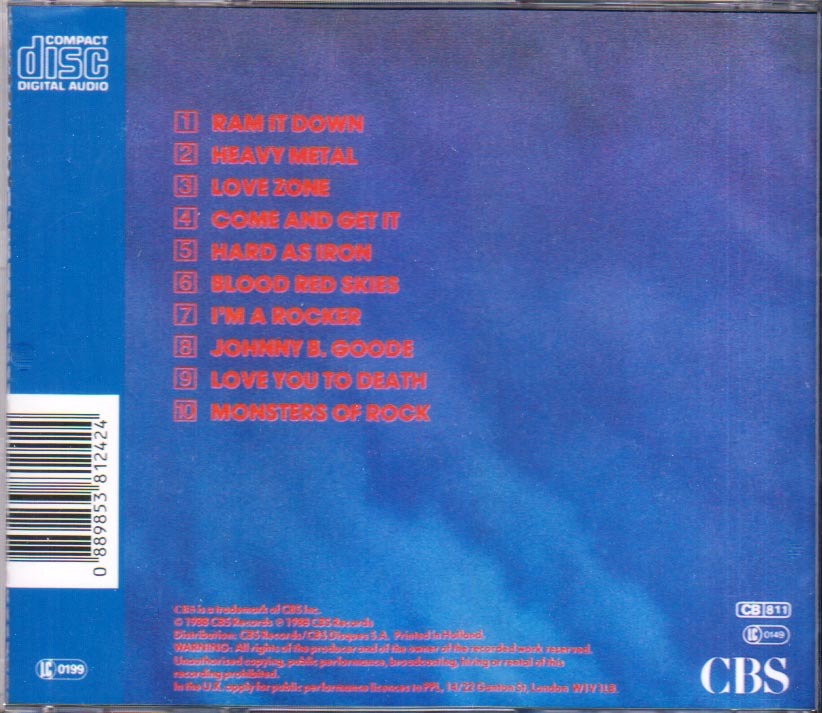 COMPACT
disc
DIGITAL AUDIO
1 RAM IT DOWN
2 HEAVY METAL
3 LOVE ZONE
4 COME AND GET IT
5 HARD AS IRON
6 BLOOD RED SKIES
7 I'M A ROCKER
8 JOHNNY B. GOODE
9 LOVE YOU TO DEATH
10 MONSTERS OF ROCK
0 889853 812424
CBS is a trademark of CBS Inc.
© 1988 CBS Records ℗ 1988 CBS Records
Distribution: CBS Records/CBS Disques S.A. Printed in Holland.
WARNING: All rights of the producer and of the owner of the recorded work reserved.
Unauthorised copying, public performance, broadcasting, hiring or rental of this
recording prohibited.
In the U.K. apply for public performance licences to PPL, 14/22 Ganton St, London W1V 1LB.
LC 0199
CB 811
LC 0149
CBS